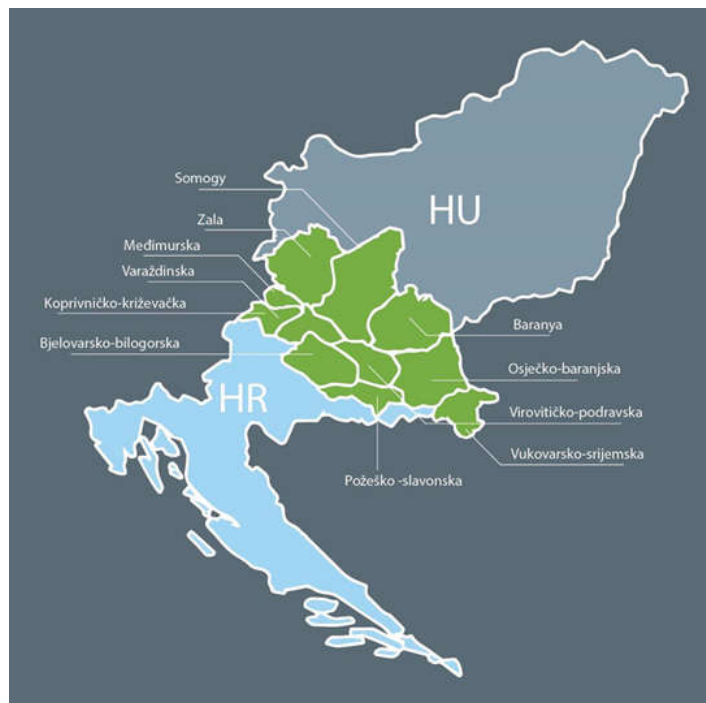 Somogy
HU
Zala
Međimurska
Varaždinska
Koprivničko-križevačka
Baranya
Bjelovarsko-bilogorska
Osječko-baranjska
HR
Virovitičko-podravska
Vukovarsko-srijemska
Požeško -slavonska